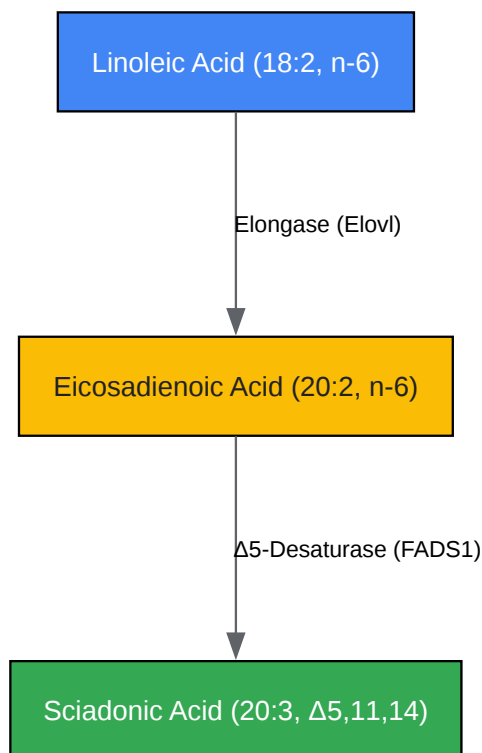 Linoleic Acid (18:2, n-6)
Elongase (Elovl)
Eicosadienoic Acid (20:2, n-6)
Δ5-Desaturase (FADS1)
Sciadonic Acid (20:3, Δ5,11,14)